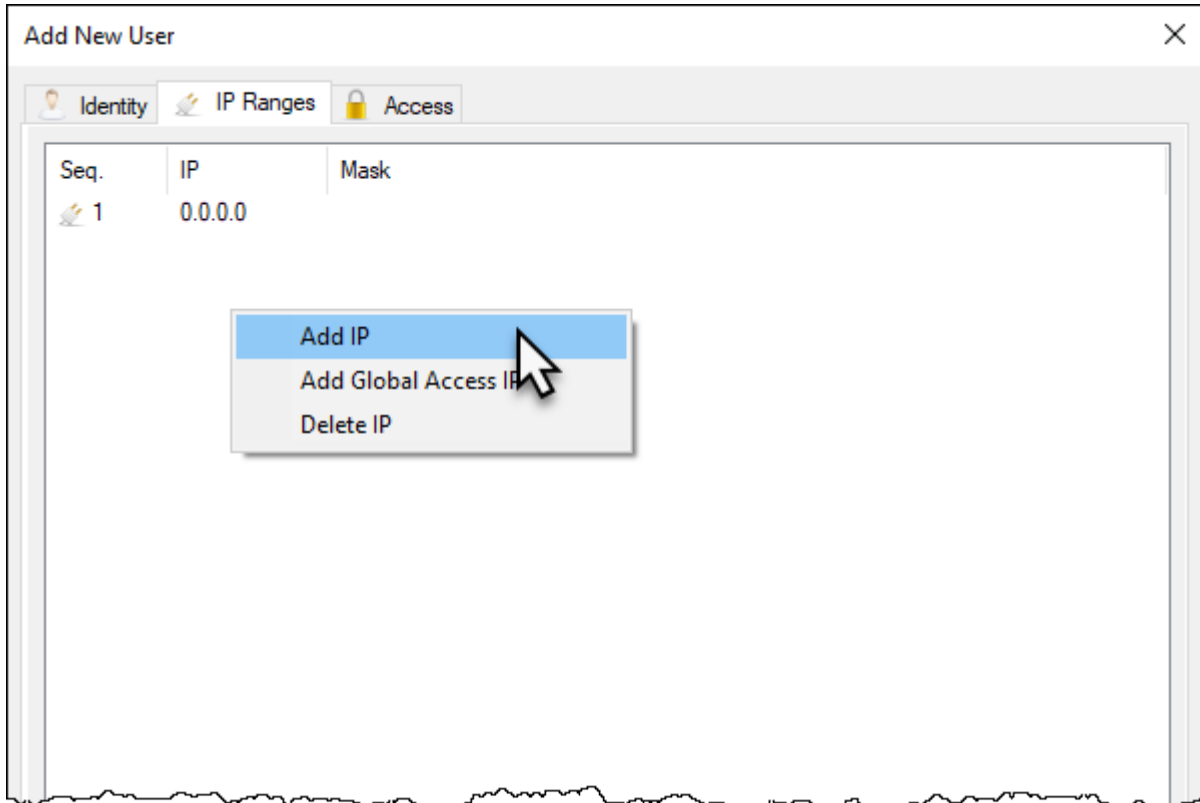 Add New User
Identity IP Ranges Access
Seq. IP Mask
1 0.0.0.0
Add IP
Add Global Access IP
Delete IP